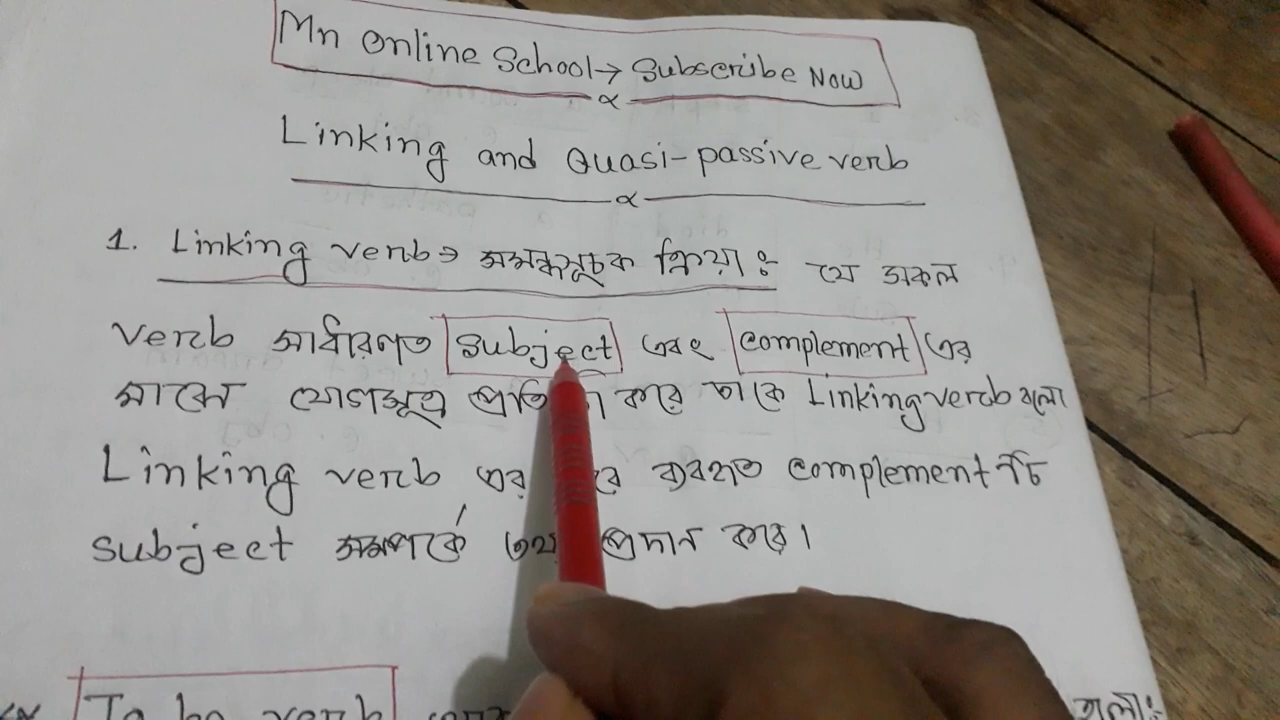 Mn Online School→ Subscribe Now
Linking and Quasi-passive verb
1. Linking verb→ সম্বন্ধসূচক ক্রিয়া ঃ যে সকল
verb সাধারণত subject এবং complement এর
মাঝে যোগসূত্র করে তাকে Linking verb বলে।
Linking verb এর ব্যবহৃত complement টি
subject সম্পর্কে প্রদান করে।
To be verb